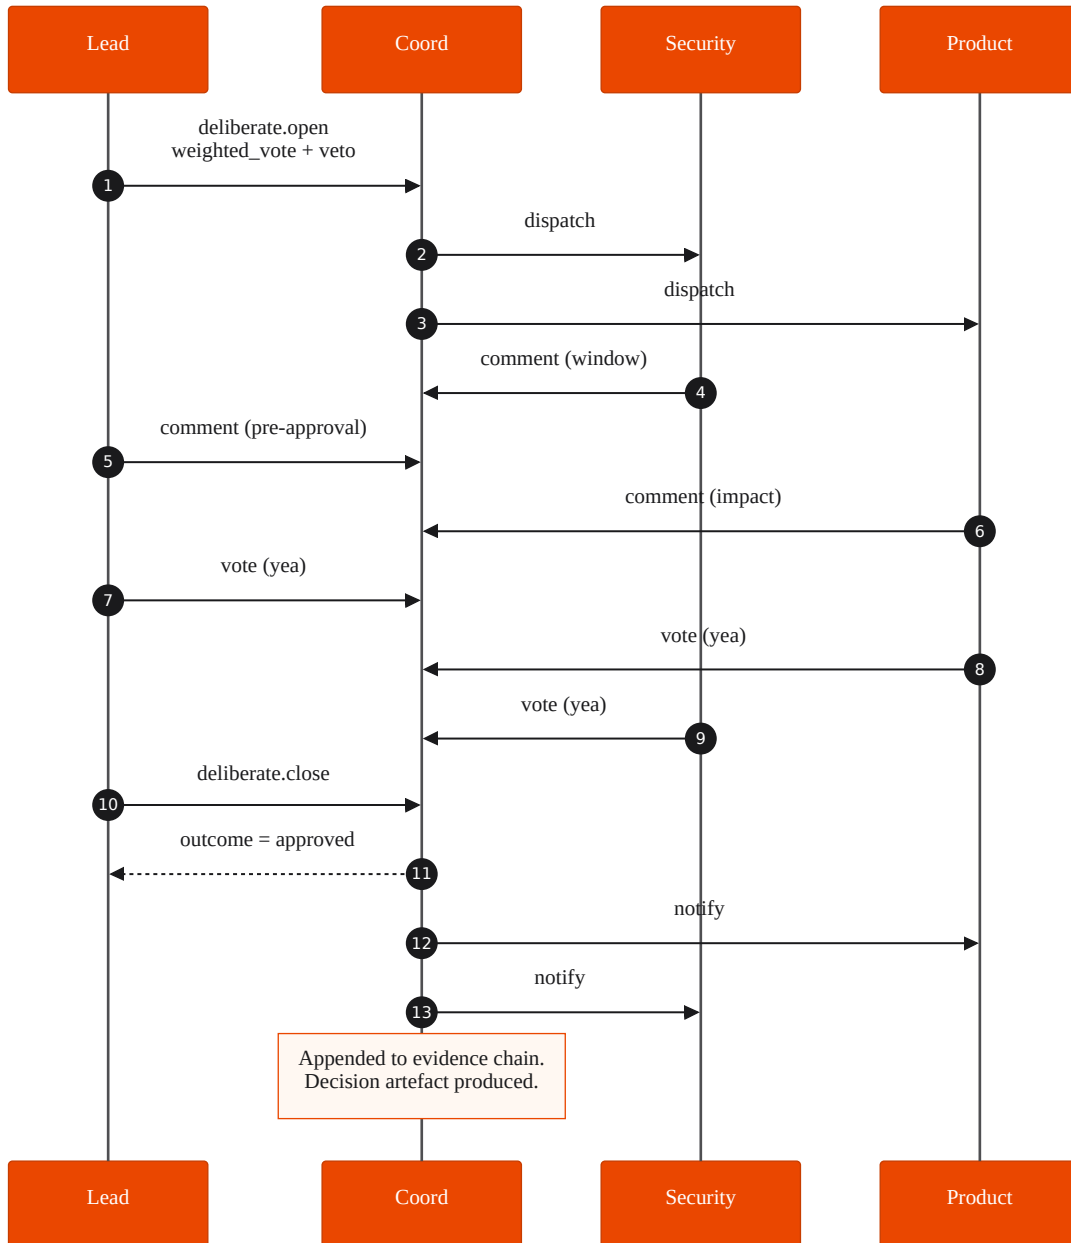 Lead
Coord
Security
Product
deliberate.open
weighted_vote + veto
1
dispatch
2
dispatch
3
comment (window)
4
comment (pre-approval)
5
comment (impact)
6
vote (yea)
7
vote (yea)
8
vote (yea)
9
deliberate.close
10
outcome = approved
11
notify
12
notify
13
Appended to evidence chain.
Decision artefact produced.
Lead
Coord
Security
Product